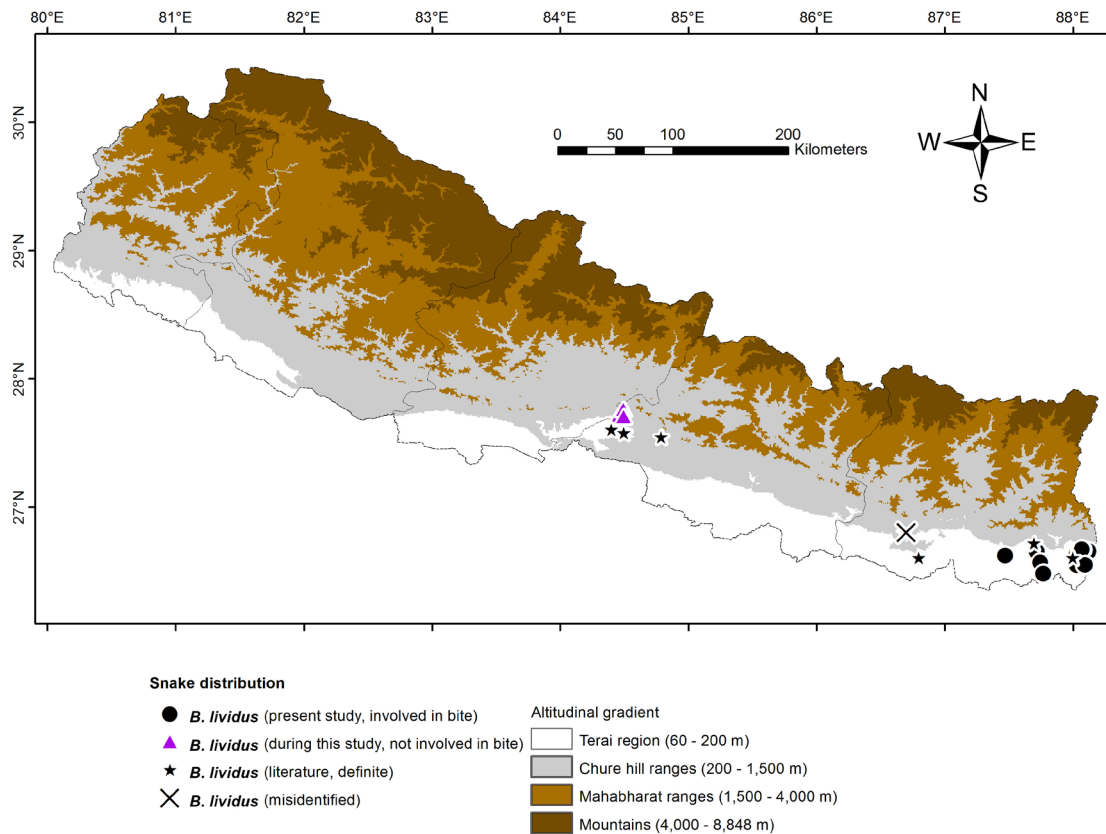 80°E 81°E 82°E 83°E 84°E 85°E 86°E 87°E 88°E
30°N
29°N
28°N
27°N
N
W E
S
0 50 100 200
Kilometers
Snake distribution
B. lividus (present study, involved in bite)
B. lividus (during this study, not involved in bite)
B. lividus (literature, definite)
B. lividus (misidentified)
Altitudinal gradient
Terai region (60 - 200 m)
Chure hill ranges (200 - 1,500 m)
Mahabharat ranges (1,500 - 4,000 m)
Mountains (4,000 - 8,848 m)